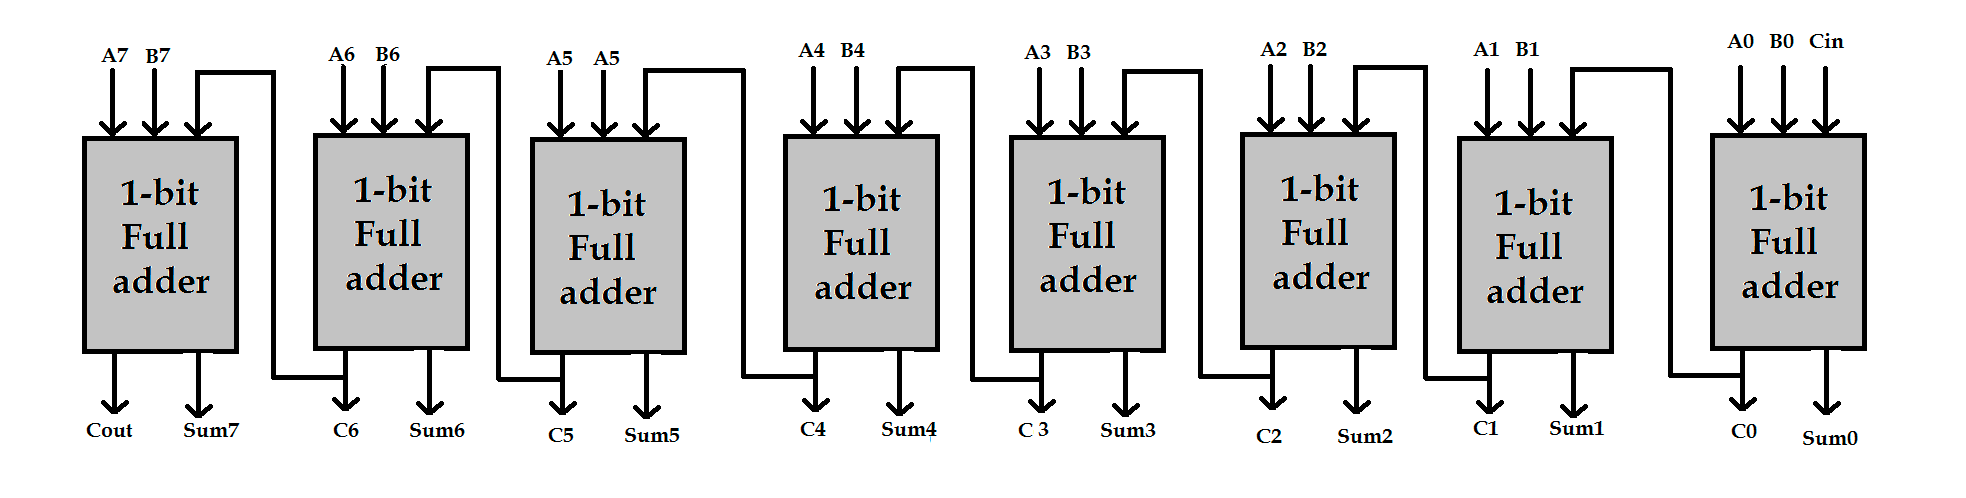 A7 B7 A6 B6 A5 A5 A4 B4 A3 B3 A2 B2 A1 B1 A0 B0 Cin
1-bit
Full
adder
1-bit
Full
adder
1-bit
Full
adder
1-bit
Full
adder
1-bit
Full
adder
1-bit
Full
adder
1-bit
Full
adder
1-bit
Full
adder
Cout Sum7 C6 Sum6 C5 Sum5 C4 Sum4 C 3 Sum3 C2 Sum2 C1 Sum1 C0 Sum0